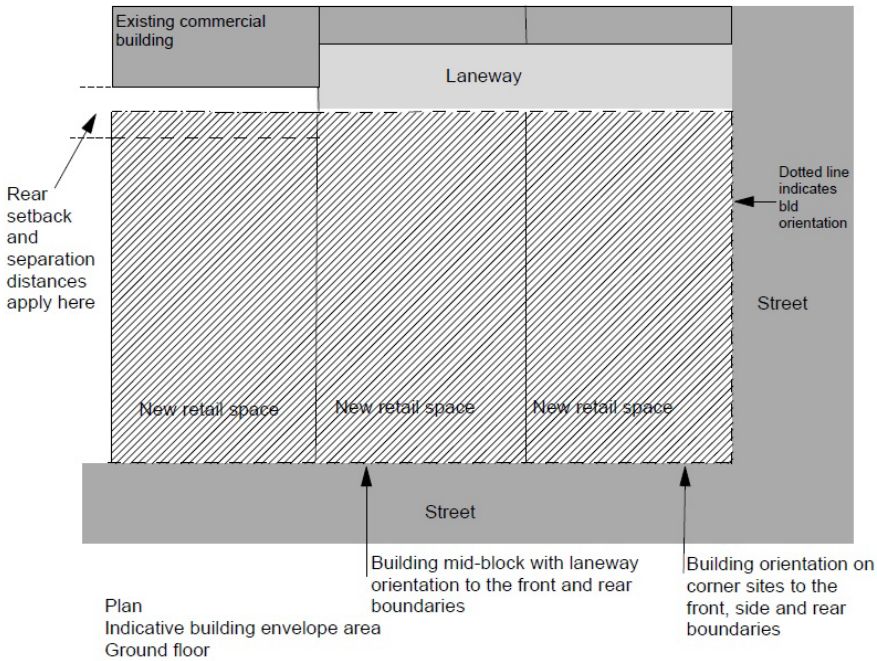 Existing commercial
building
Laneway
Rear
setback
and
separation
distances
apply here
Dotted line
indicates
bld
orientation
Street
New retail space
New retail space
New retail space
Street
Building mid-block with laneway
orientation to the front and rear
boundaries
Building orientation on
corner sites to the
front, side and rear
boundaries
Plan
Indicative building envelope area
Ground floor